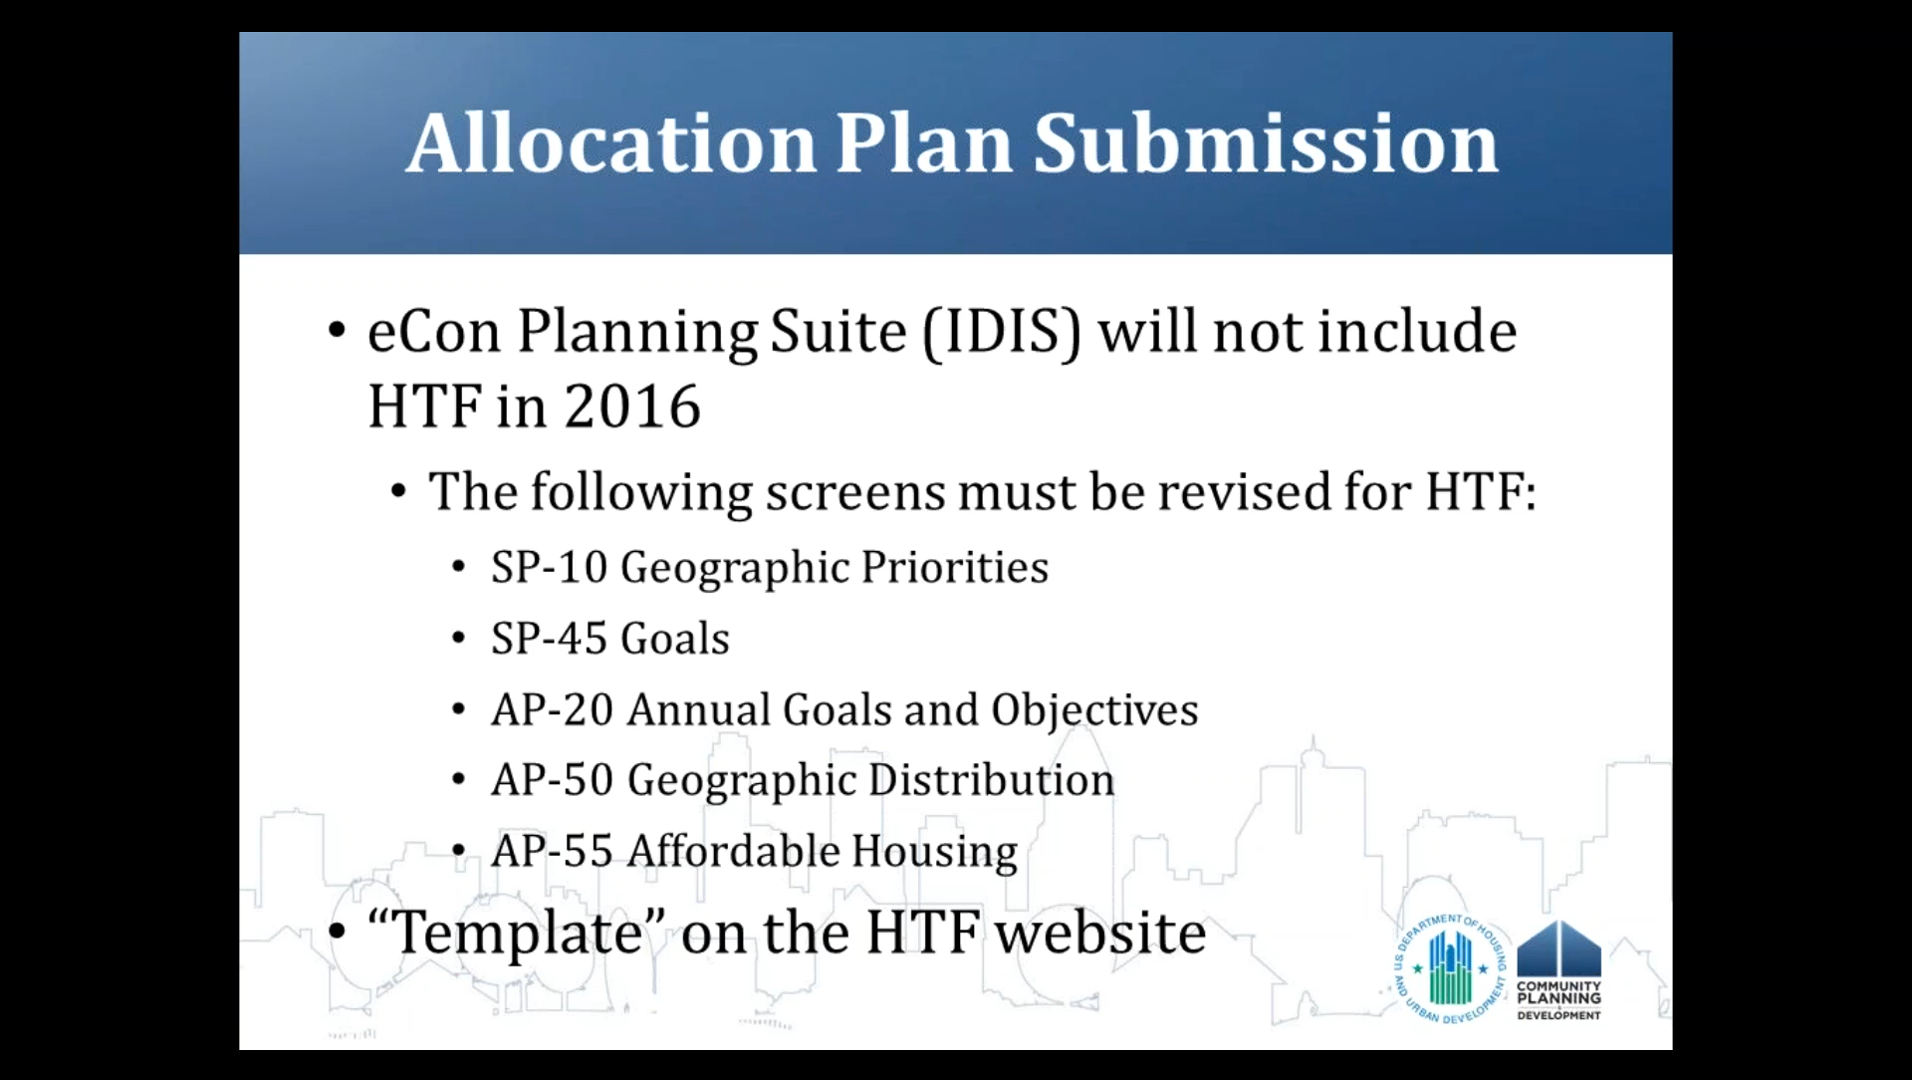 Allocation Plan Submission
• eCon Planning Suite (IDIS) will not include
HTF in 2016
• The following screens must be revised for HTF:
• SP-10 Geographic Priorities
• SP-45 Goals
• AP-20 Annual Goals and Objectives
• AP-50 Geographic Distribution
• AP-55 Affordable Housing
• “Template” on the HTF website
U.S. DEPARTMENT OF HOUSING
AND URBAN DEVELOPMENT
COMMUNITY
PLANNING
DEVELOPMENT